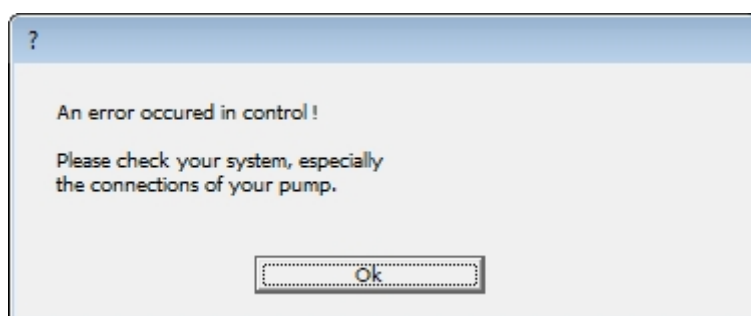 ?
An error occured in control !
Please check your system, especially
the connections of your pump.
Ok